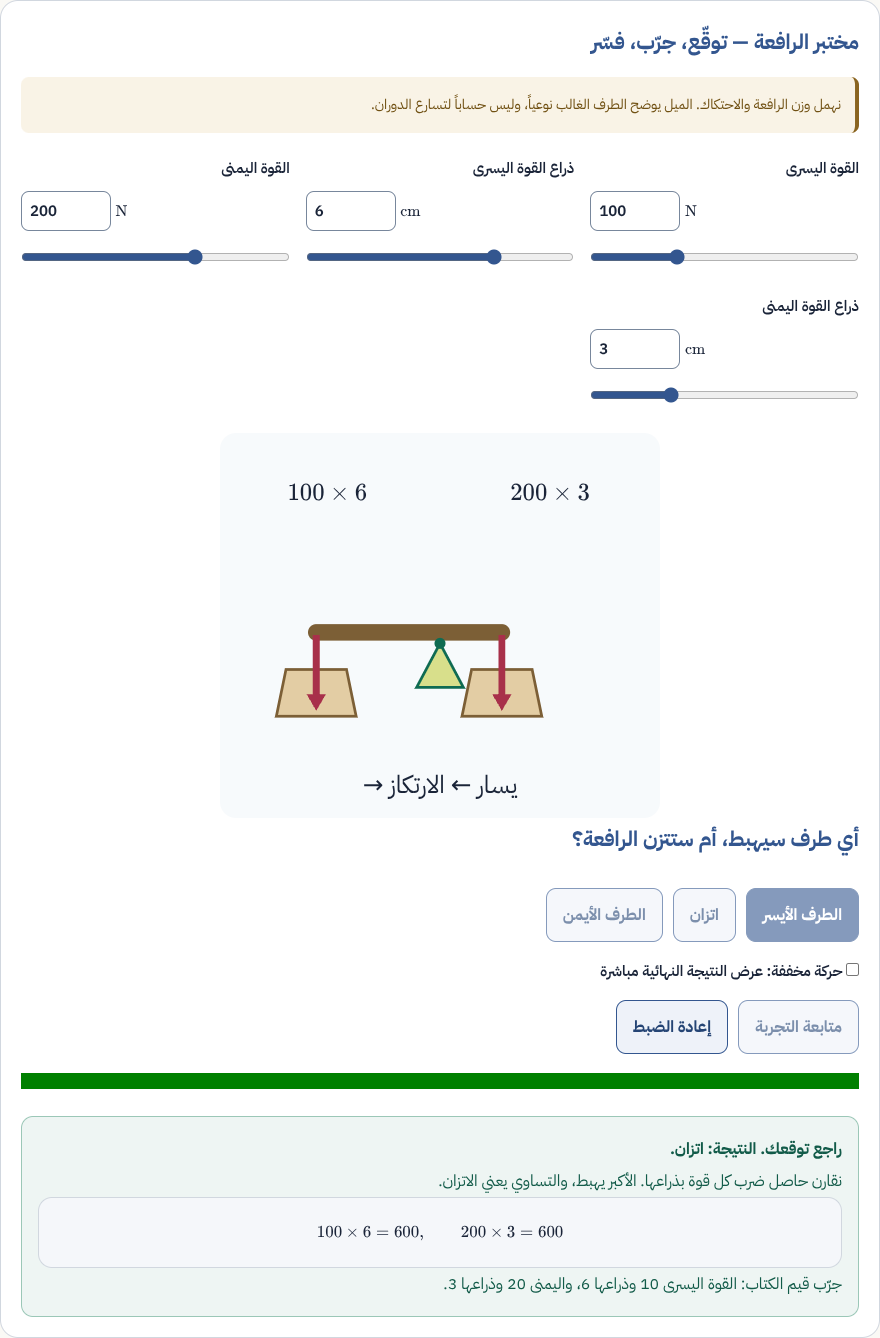 مختبر الرافعة — توقّع، جرّب، فسّر
نهمل وزن الرافعة والاحتكاك. الميل يوضح الطرف الغالب نوعياً، وليس حساباً لتسارع الدوران.
القوة اليسرى
100 N
ذراع القوة اليسرى
6 cm
القوة اليمنى
200 N
ذراع القوة اليمنى
3 cm
100 × 6
200 × 3
يسار ← الارتكاز →
أي طرف سيهبط، أم ستتزن الرافعة؟
الطرف الأيسر
اتزان
الطرف الأيمن
حركة مخففة: عرض النتيجة النهائية مباشرة
متابعة التجربة
إعادة الضبط
راجع توقعك. النتيجة: اتزان.
نقارن حاصل ضرب كل قوة بذراعها. الأكبر يهبط، والتساوي يعني الاتزان.
100 × 6 = 600, 200 × 3 = 600
جرّب قيم الكتاب: القوة اليسرى 10 وذراعها 6، واليمنى 20 وذراعها 3.